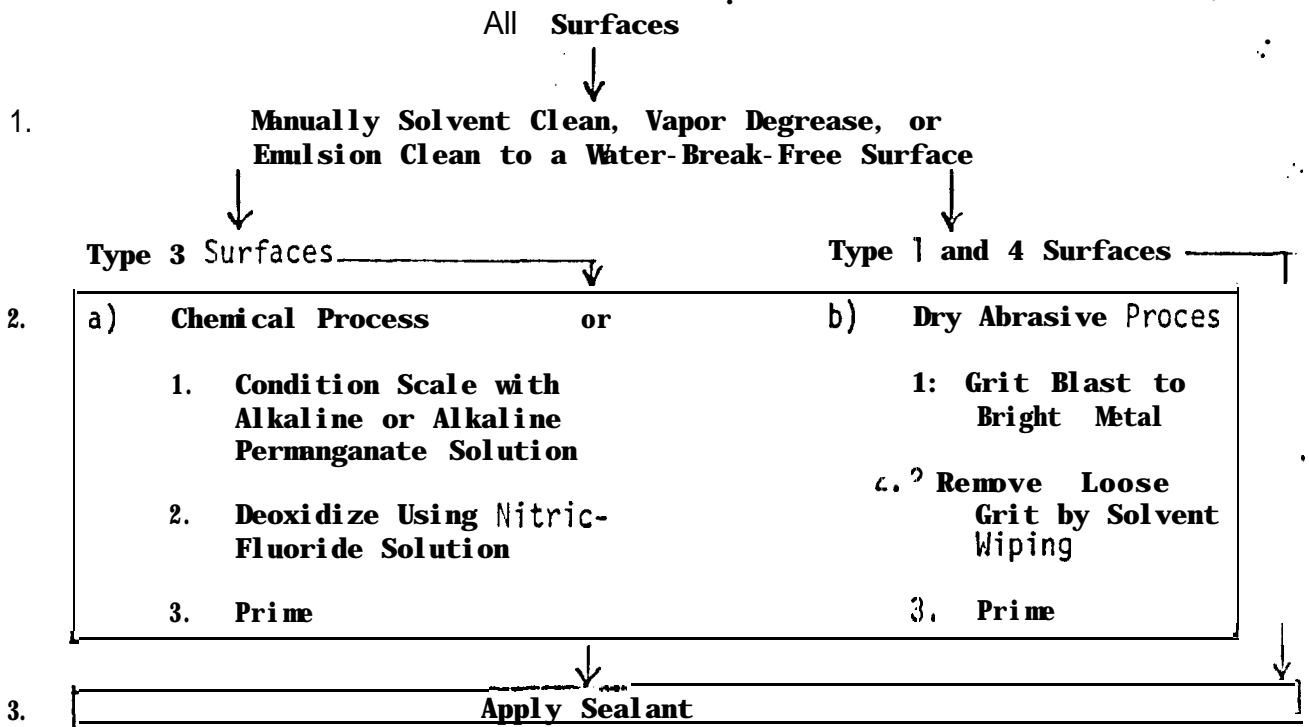 All Surfaces
1. Manually Solvent Clean, Vapor Degrease, or
Emulsion Clean to a Water-Break-Free Surface
Type 3 Surfaces
Type 1 and 4 Surfaces
2. a) Chemical Process or
1. Condition Scale with
Alkaline or Alkaline
Permanganate Solution
2. Deoxidize Using Nitric-
Fluoride Solution
3. Prime
b) Dry Abrasive Proces
1: Grit Blast to
Bright Metal
Remove Loose
Grit by Solvent
Wiping
3. Prime
3. Apply Sealant